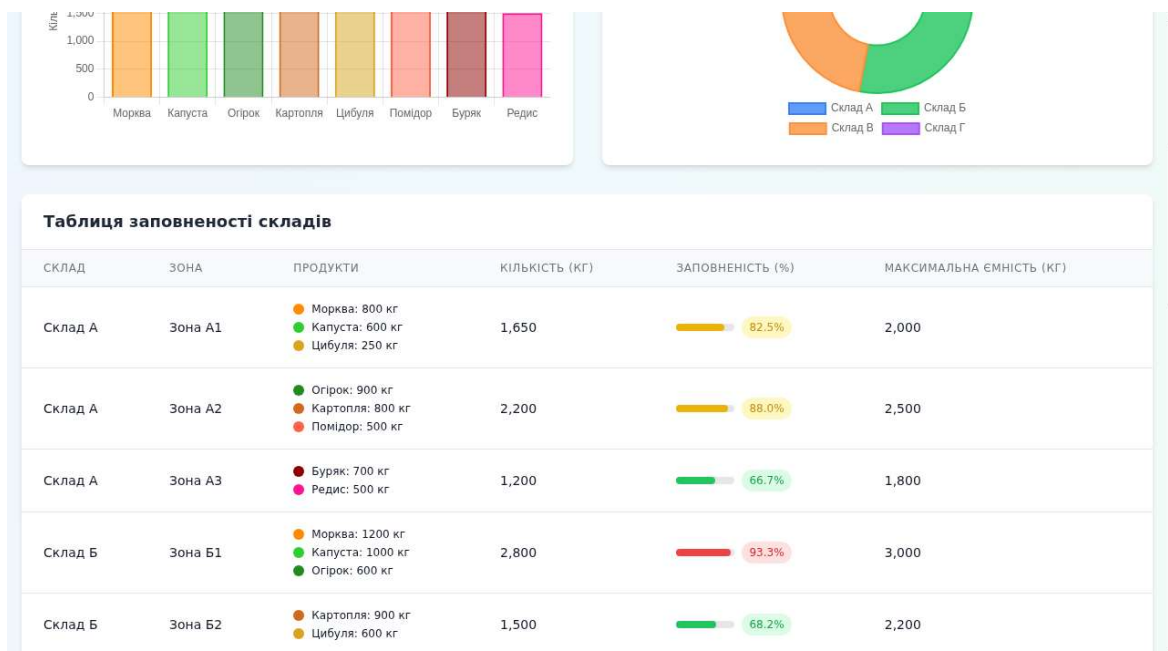 1,500
1,000
500
0
Морква Капуста Огірок Картопля Цибуля Помідор Буряк Редис
Склад А Склад Б
Склад В Склад Г
Таблиця заповненості складів
СКЛАД ЗОНА ПРОДУКТИ КІЛЬКІСТЬ (КГ) ЗАПОВНЕНІСТЬ (%) МАКСИМАЛЬНА ЄМНІСТЬ (КГ)
Морква: 800 кг
Склад А Зона А1 Капуста: 600 кг 1,650 82.5% 2,000
Цибуля: 250 кг
Огірок: 900 кг
Склад А Зона А2 Картопля: 800 кг 2,200 88.0% 2,500
Помідор: 500 кг
Буряк: 700 кг
Склад А Зона А3 1,200 66.7% 1,800
Редис: 500 кг
Морква: 1200 кг
Склад Б Зона Б1 Капуста: 1000 кг 2,800 93.3% 3,000
Огірок: 600 кг
Картопля: 900 кг
Склад Б Зона Б2 1,500 68.2% 2,200
Цибуля: 600 кг